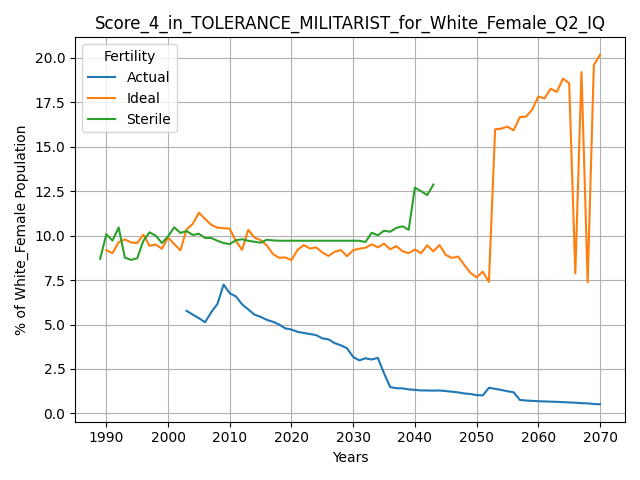 Score_4_in_TOLERANCE_MILITARIST_for_White_Female_Q2_IQ
Fertility
Actual
Ideal
Sterile
% of White_Female Population
20.0
17.5
15.0
12.5
10.0
7.5
5.0
2.5
0.0
1990 2000 2010 2020 2030 2040 2050 2060 2070
Years